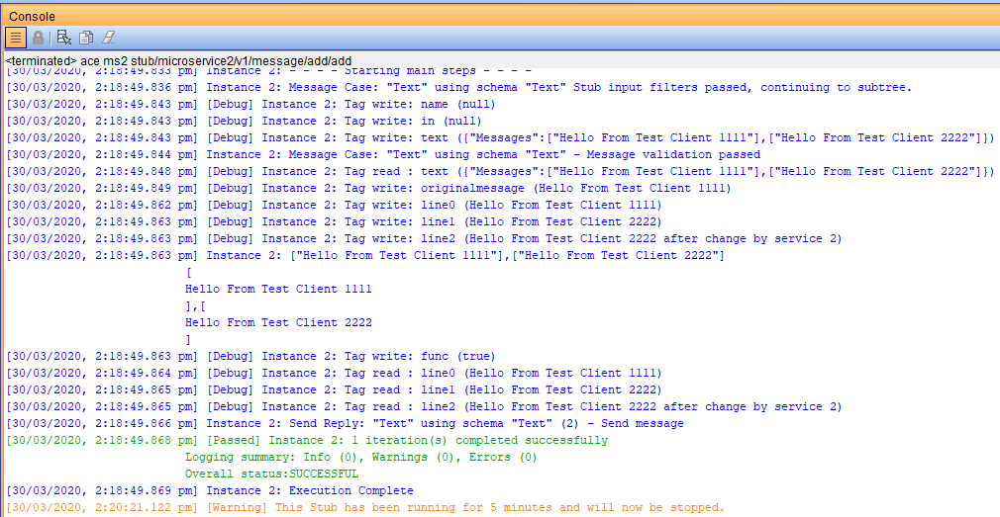 Console
<terminated> ace ms2 stub/microservice2/v1/message/add/add
[30/03/2020, 2:18:49.833 pm] Instance 2: - - - - Starting main steps - - - -
[30/03/2020, 2:18:49.836 pm] Instance 2: Message Case: "Text" using schema "Text" Stub input filters passed, continuing to subtree.
[30/03/2020, 2:18:49.843 pm] [Debug] Instance 2: Tag write: name (null)
[30/03/2020, 2:18:49.843 pm] [Debug] Instance 2: Tag write: in (null)
[30/03/2020, 2:18:49.843 pm] [Debug] Instance 2: Tag write: text ({"Messages":["Hello From Test Client 1111"],["Hello From Test Client 2222"]})
[30/03/2020, 2:18:49.844 pm] Instance 2: Message Case: "Text" using schema "Text" - Message validation passed
[30/03/2020, 2:18:49.848 pm] [Debug] Instance 2: Tag read : text ({"Messages":["Hello From Test Client 1111"],["Hello From Test Client 2222"]})
[30/03/2020, 2:18:49.849 pm] [Debug] Instance 2: Tag write: originalmessage (Hello From Test Client 1111)
[30/03/2020, 2:18:49.862 pm] [Debug] Instance 2: Tag write: line0 (Hello From Test Client 1111)
[30/03/2020, 2:18:49.863 pm] [Debug] Instance 2: Tag write: line1 (Hello From Test Client 2222)
[30/03/2020, 2:18:49.863 pm] [Debug] Instance 2: Tag write: line2 (Hello From Test Client 2222 after change by service 2)
[30/03/2020, 2:18:49.863 pm] Instance 2: ["Hello From Test Client 1111"],["Hello From Test Client 2222"]
[
Hello From Test Client 1111
],[
Hello From Test Client 2222
]
[30/03/2020, 2:18:49.863 pm] [Debug] Instance 2: Tag write: func (true)
[30/03/2020, 2:18:49.864 pm] [Debug] Instance 2: Tag read : line0 (Hello From Test Client 1111)
[30/03/2020, 2:18:49.865 pm] [Debug] Instance 2: Tag read : line1 (Hello From Test Client 2222)
[30/03/2020, 2:18:49.865 pm] [Debug] Instance 2: Tag read : line2 (Hello From Test Client 2222 after change by service 2)
[30/03/2020, 2:18:49.866 pm] Instance 2: Send Reply: "Text" using schema "Text" (2) - Send message
[30/03/2020, 2:18:49.868 pm] [Passed] Instance 2: 1 iteration(s) completed successfully
Logging summary: Info (0), Warnings (0), Errors (0)
Overall status:SUCCESSFUL
[30/03/2020, 2:18:49.869 pm] Instance 2: Execution Complete
[30/03/2020, 2:20:21.122 pm] [Warning] This Stub has been running for 5 minutes and will now be stopped.